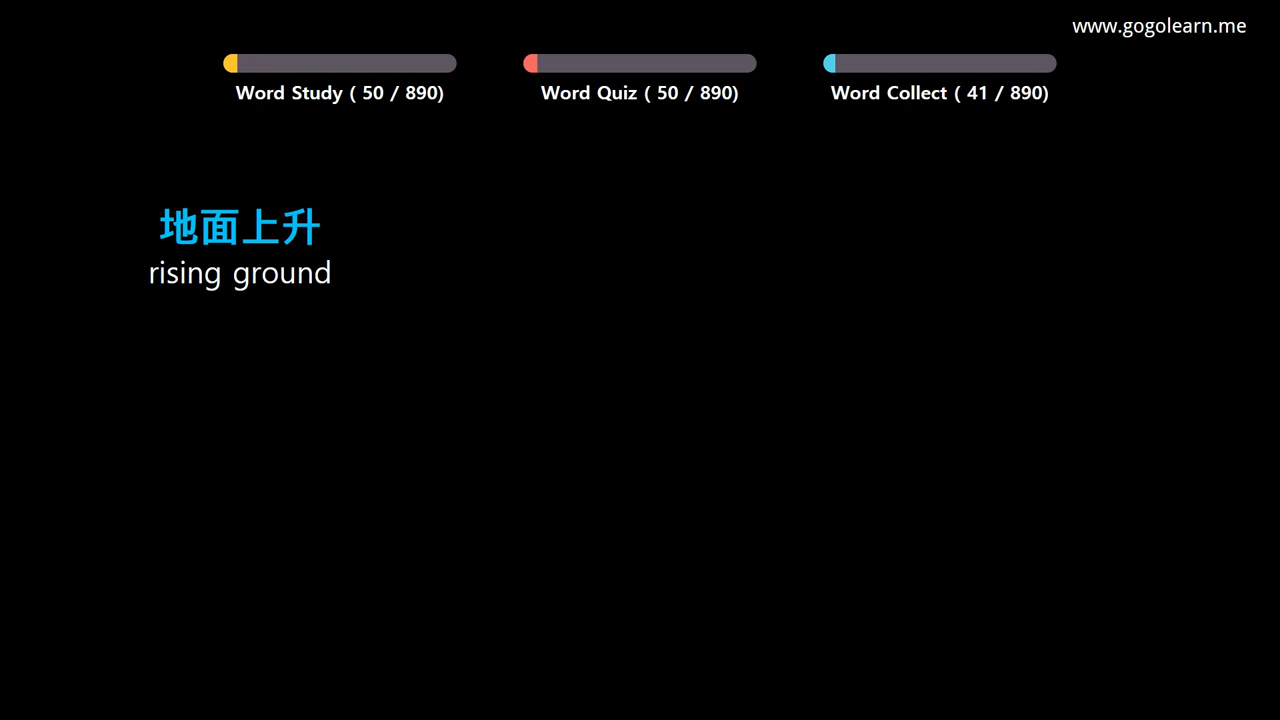 www.gogolearn.me
Word Study ( 50 / 890)
Word Quiz ( 50 / 890)
Word Collect ( 41 / 890)
地面上升
rising ground